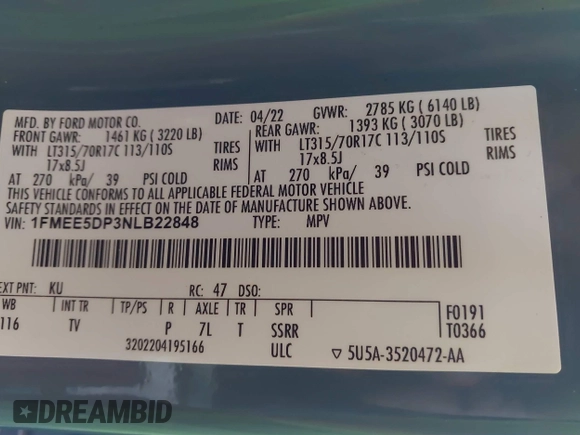 MFD. BY FORD MOTOR CO.
DATE: 04/22 GVWR: 2785 KG ( 6140 LB)
FRONT GAWR: 1461 KG ( 3220 LB)
REAR GAWR: 1393 KG ( 3070 LB)
WITH LT315/70R17C 113/110S TIRES
17x8.5J RIMS
WITH LT315/70R17C 113/110S TIRES
17x8.5J RIMS
AT 270 kPa/ 39 PSI COLD
AT 270 kPa/ 39 PSI COLD
THIS VEHICLE CONFORMS TO ALL APPLICABLE FEDERAL MOTOR VEHICLE
SAFETY STANDARDS IN EFFECT ON THE DATE OF MANUFACTURE SHOWN ABOVE.
VIN: 1FMEE5DP3NLB22848 TYPE: MPV
EXT PNT: KU RC: 47 DSO:
WB INT TR TP/PS R AXLE TR SPR
116 TV P 7L T SSRR
F0191
T0366
3202204195166 ULC
▽ 5U5A-3520472-AA
DREAMBID